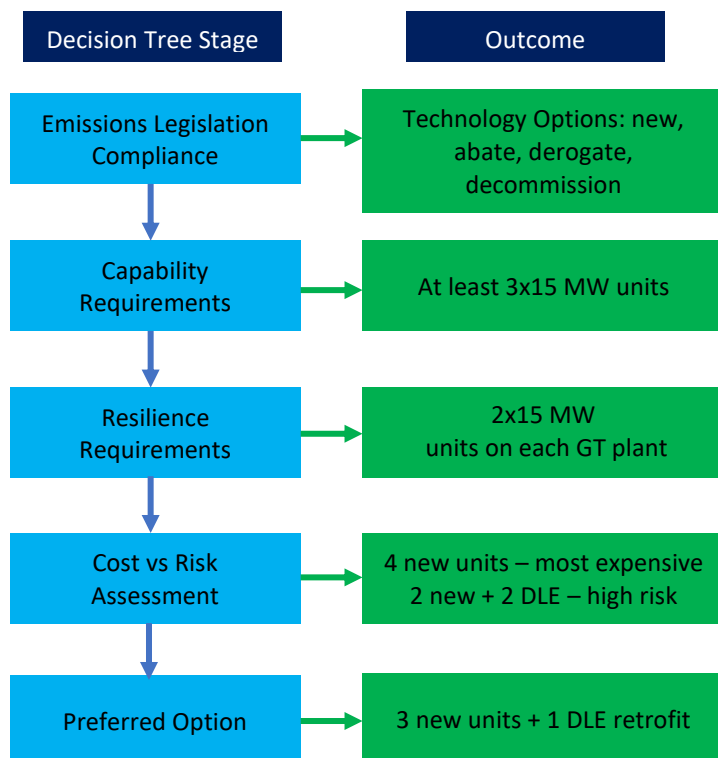 Decision Tree Stage
Outcome
Emissions Legislation
Compliance
Technology Options: new,
abate, derogate,
decommission
Capability
Requirements
At least 3x15 MW units
Resilience
Requirements
2x15 MW
units on each GT plant
Cost vs Risk
Assessment
4 new units – most expensive
2 new + 2 DLE – high risk
Preferred Option
3 new units + 1 DLE retrofit